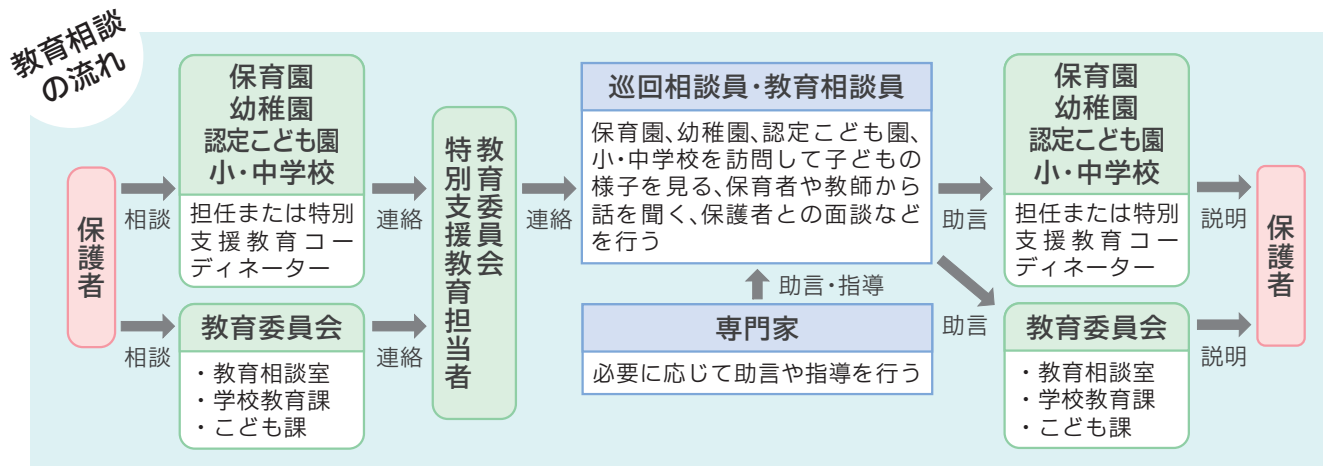 教育相談
の流れ
保護者
相談
相談
保育園
幼稚園
認定こども園
小・中学校
担任または特別
支援教育コー
ディネーター
教育委員会
・教育相談室
・学校教育課
・こども課
連絡
連絡
教育委員会
特別支援教育担当者
連絡
巡回相談員・教育相談員
保育園、幼稚園、認定こども園、
小・中学校を訪問して子どもの
様子を見る、保育者や教師から
話を聞く、保護者との面談など
を行う
助言・指導
専門家
必要に応じて助言や指導を行う
助言
助言
保育園
幼稚園
認定こども園
小・中学校
担任または特別
支援教育コー
ディネーター
教育委員会
・教育相談室
・学校教育課
・こども課
説明
説明
保護者